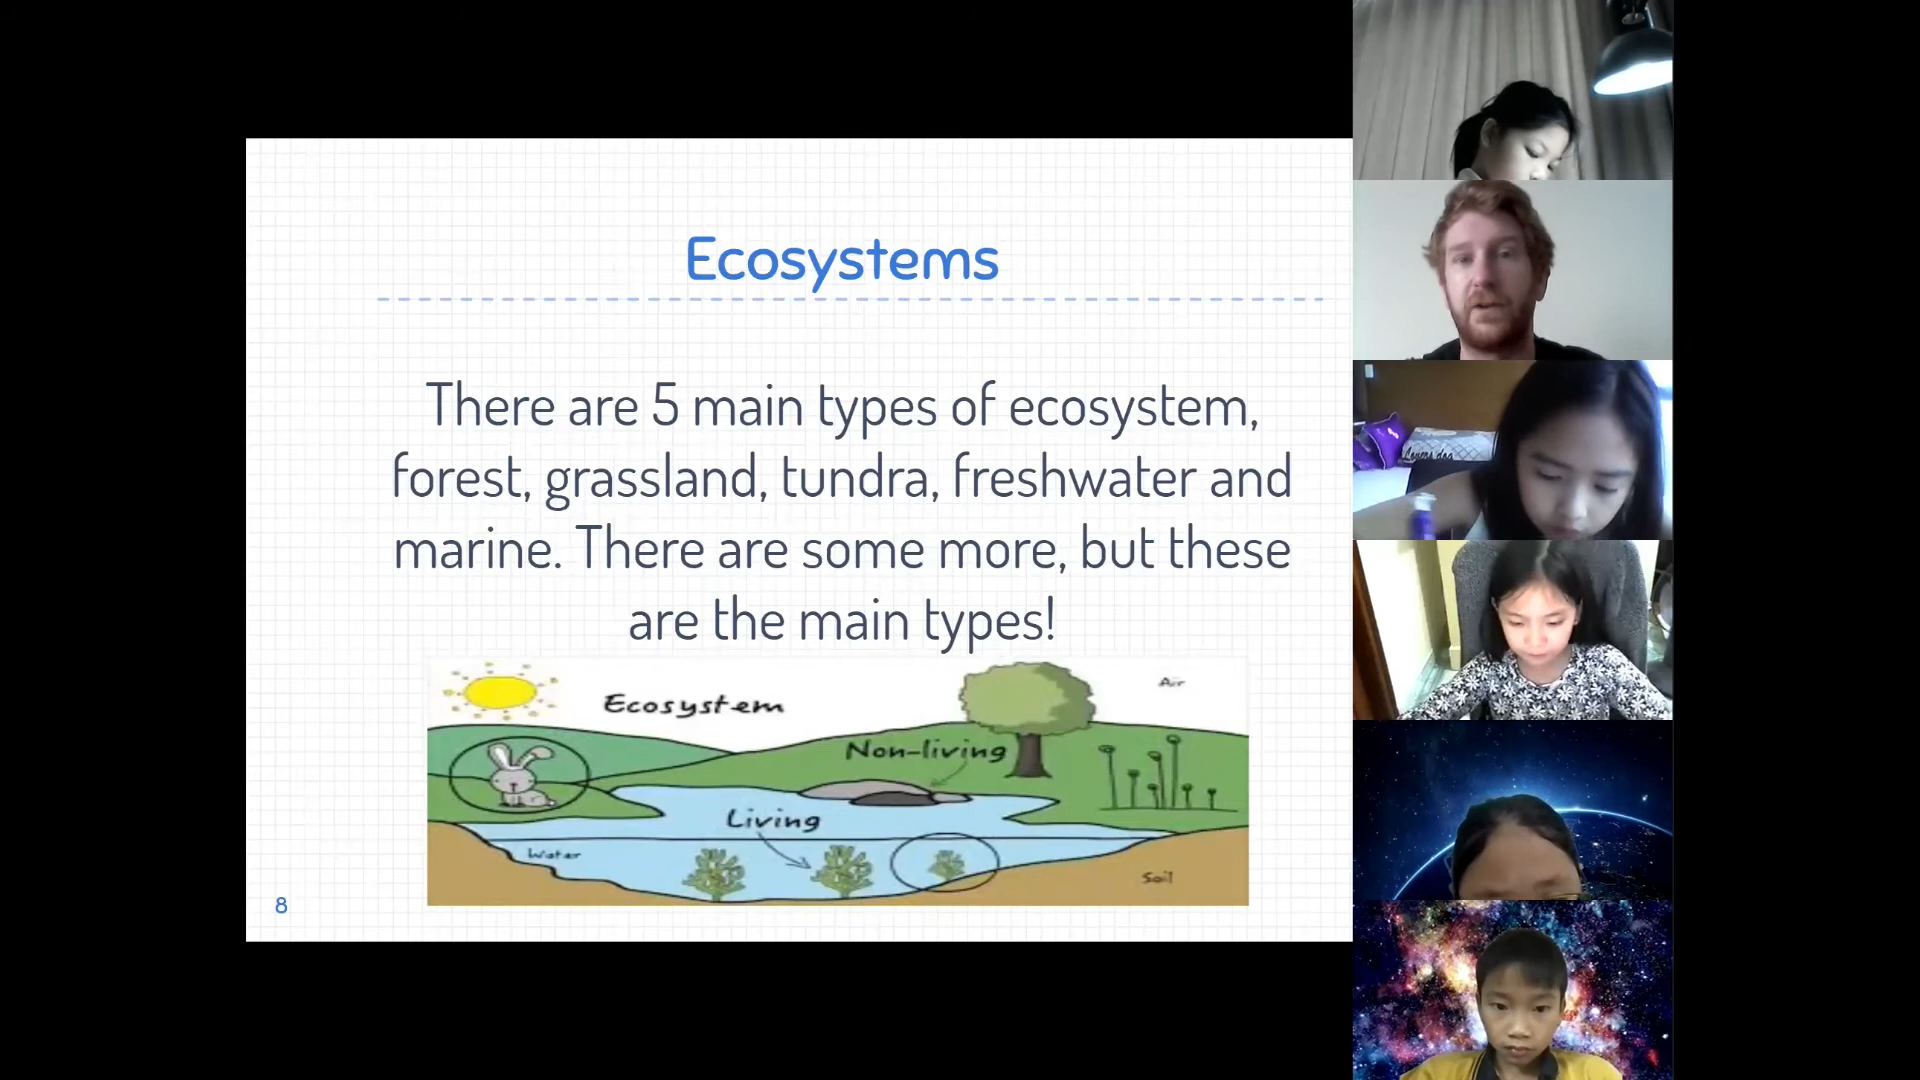 Ecosystems
There are 5 main types of ecosystem,
forest, grassland, tundra, freshwater and
marine. There are some more, but these
are the main types!
Ecosystem
Air
Non-living
Living
Water
Soil
8